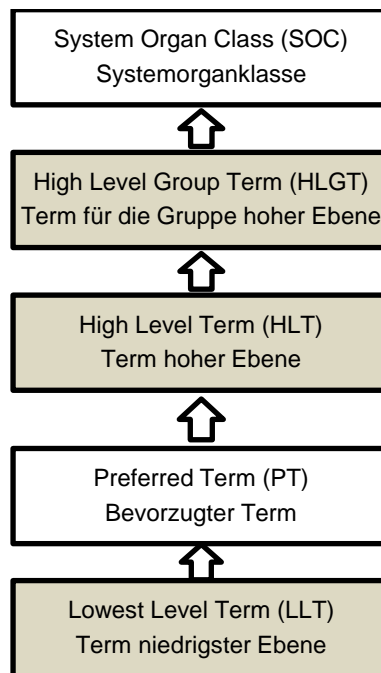 System Organ Class (SOC)
Systemorganklasse
High Level Group Term (HLGT)
Term für die Gruppe hoher Ebene
High Level Term (HLT)
Term hoher Ebene
Preferred Term (PT)
Bevorzugter Term
Lowest Level Term (LLT)
Term niedrigster Ebene